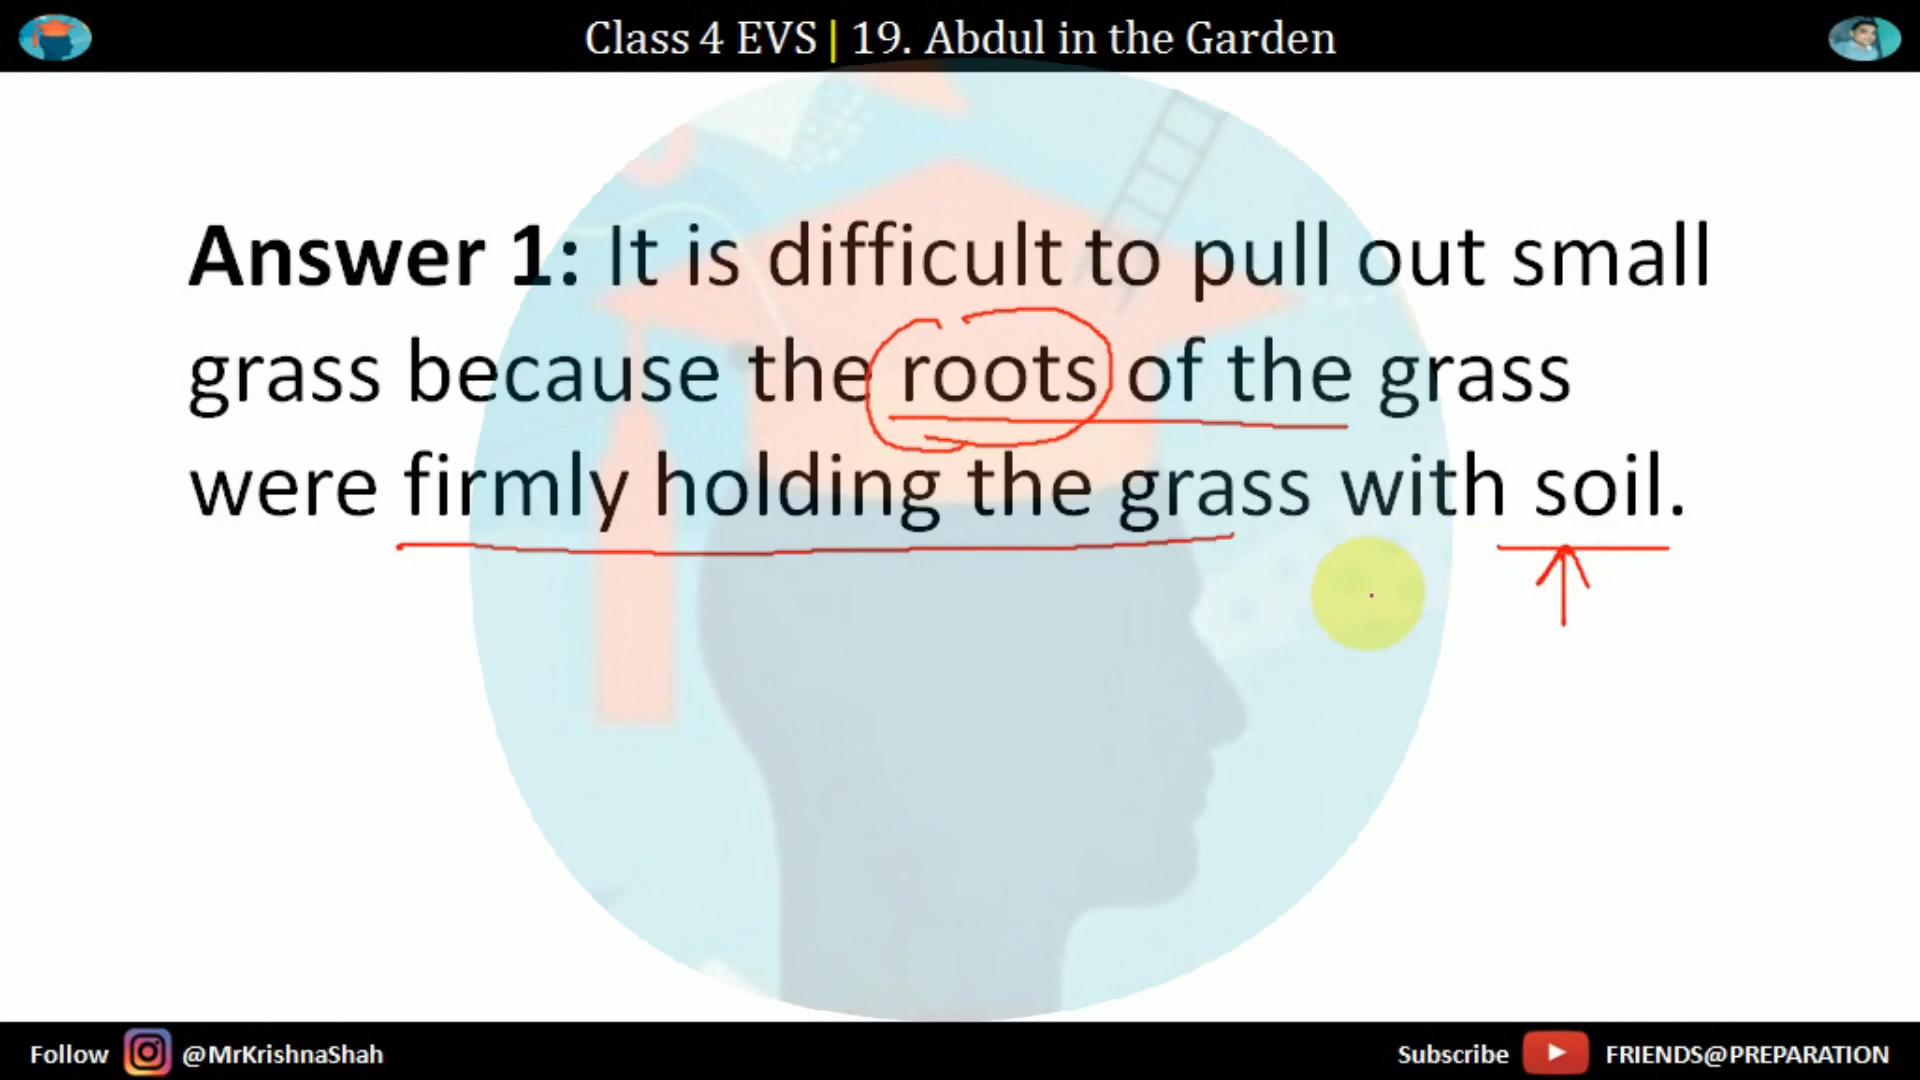 Class 4 EVS | 19. Abdul in the Garden
Answer 1: It is difficult to pull out small
grass because the roots of the grass
were firmly holding the grass with soil.
Follow @MrKrishnaShah
Subscribe FRIENDS@PREPARATION